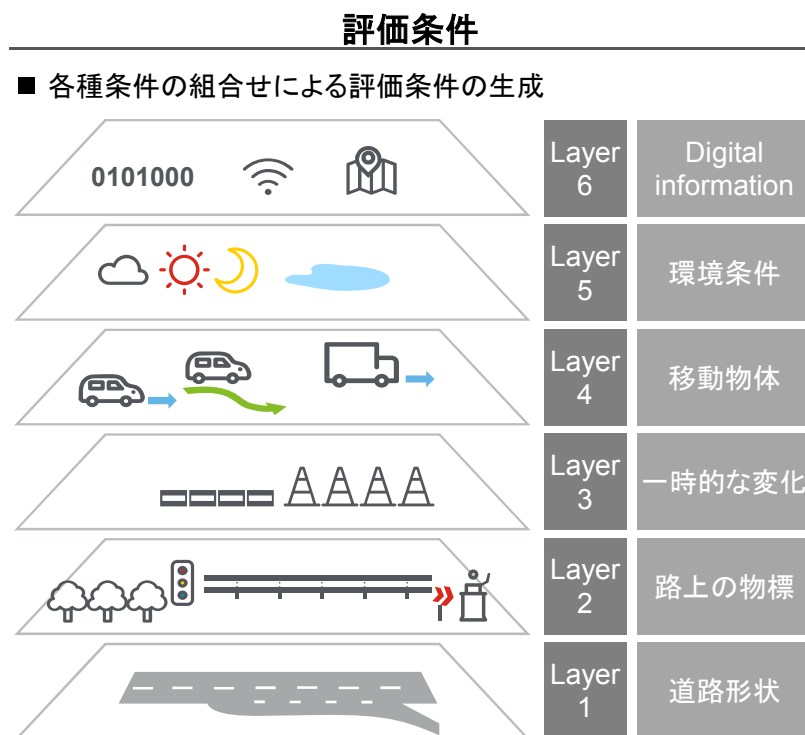 評価条件
■ 各種条件の組合せによる評価条件の生成
0101000
Layer
6
Digital
information
Layer
5
環境条件
Layer
4
移動物体
Layer
3
一時的な変化
Layer
2
路上の物標
Layer
1
道路形状